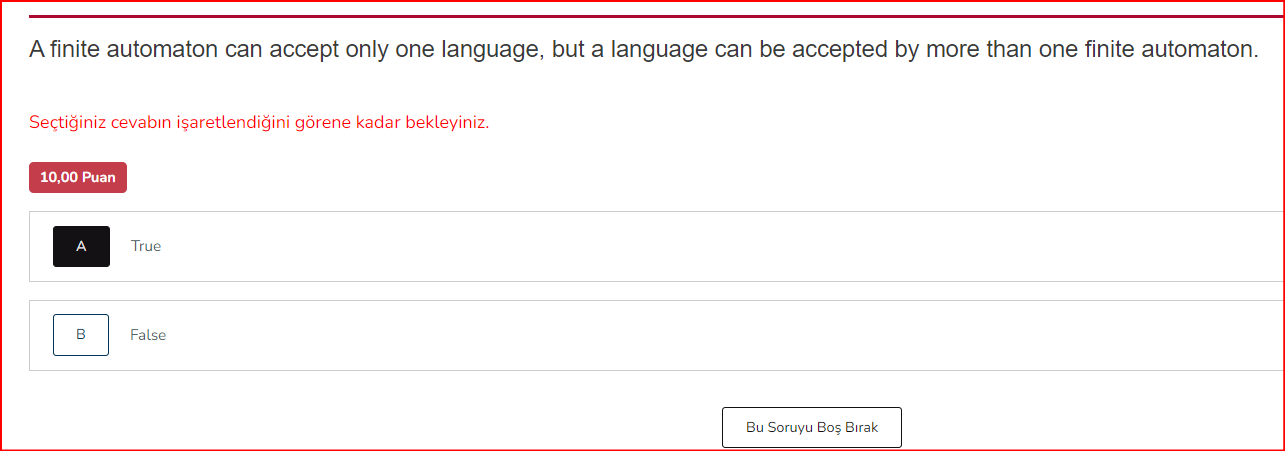 A finite automaton can accept only one language, but a language can be accepted by more than one finite automaton.
Seçtiğiniz cevabın işaretlendiğini görene kadar bekleyiniz.
10,00 Puan
A True
B False
Bu Soruyu Boş Bırak